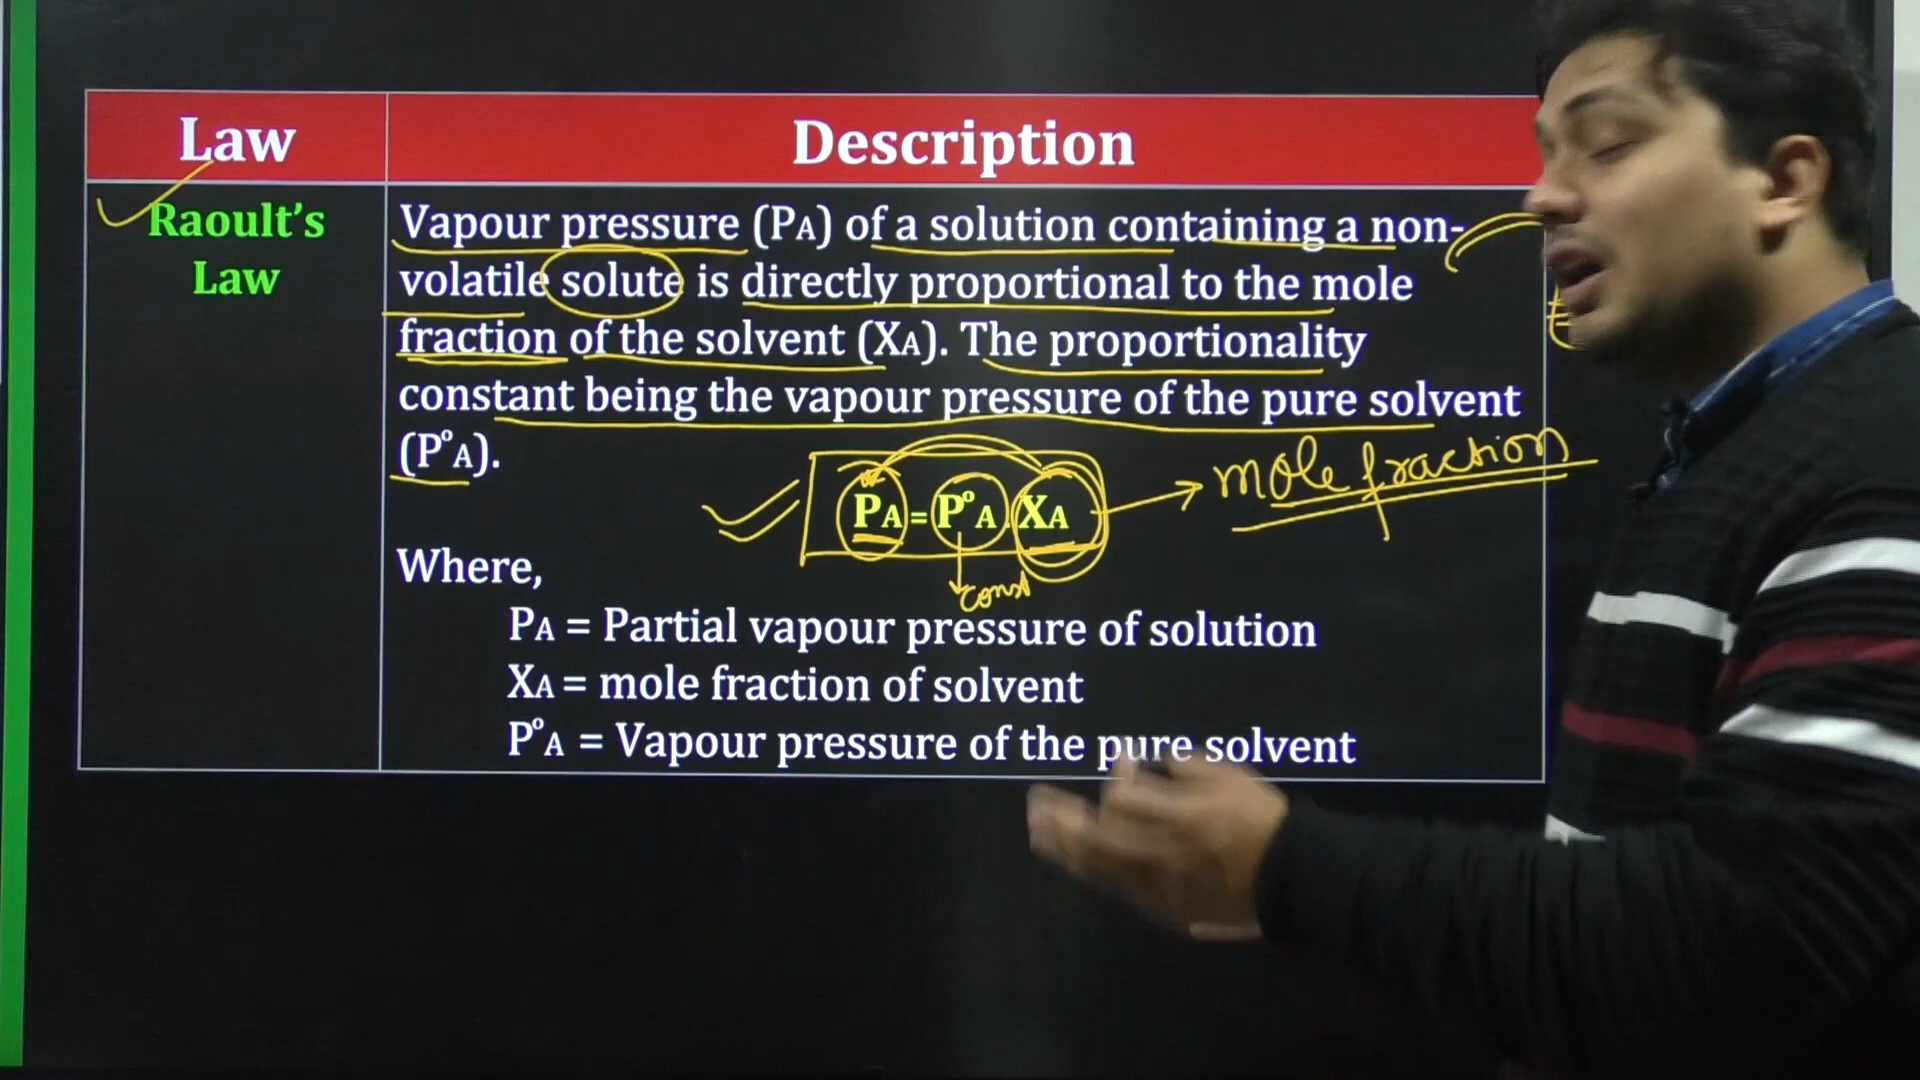 Law
Description
Raoult's
Law
Vapour pressure (PA) of a solution containing a non-
volatile solute is directly proportional to the mole
fraction of the solvent (XA). The proportionality
constant being the vapour pressure of the pure solvent
(P°A).
PA = P°A XA
mole fraction
const
Where,
PA = Partial vapour pressure of solution
XA = mole fraction of solvent
P°A = Vapour pressure of the pure solvent